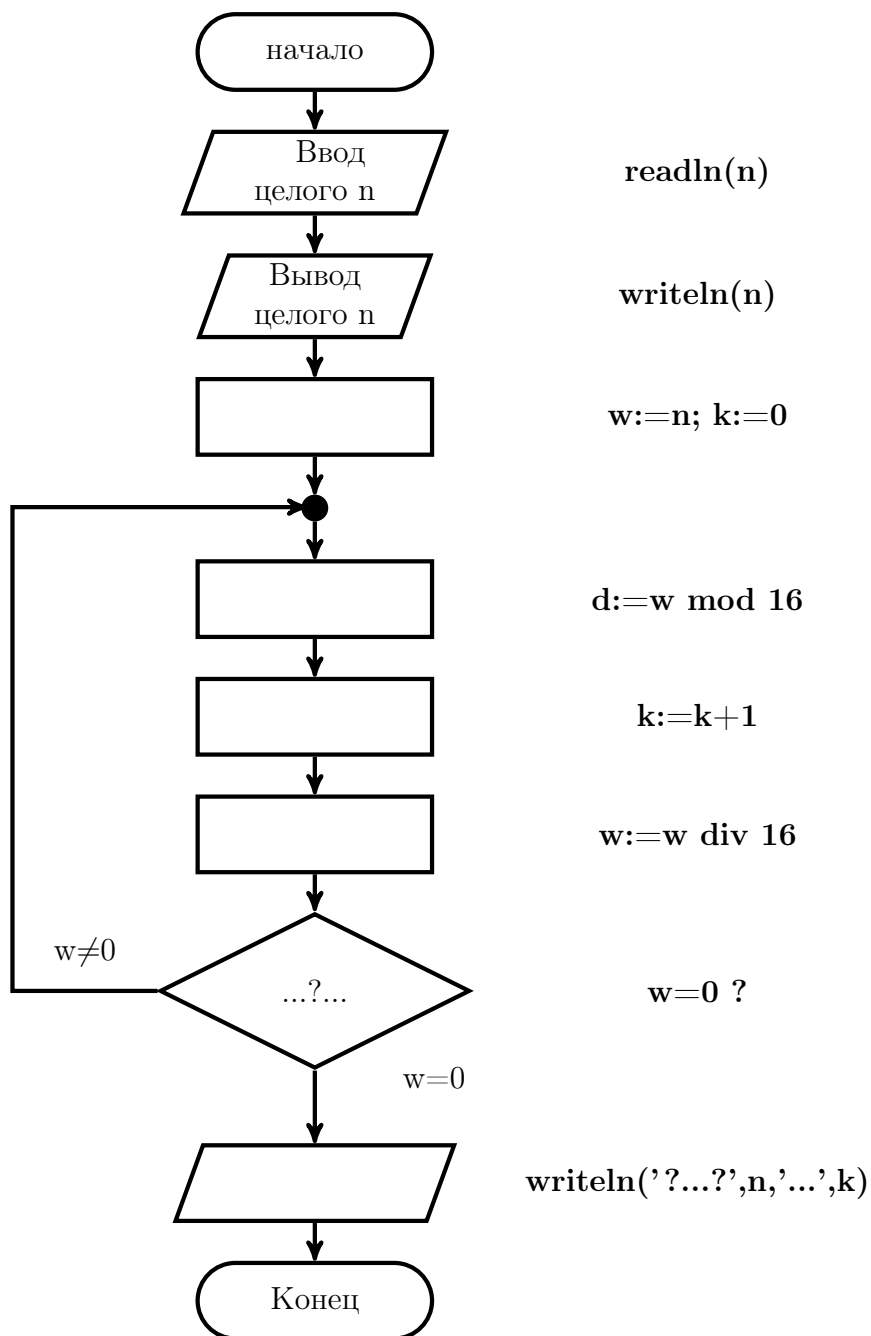 начало
Ввод
целого n
readln(n)
Вывод
целого n
writeln(n)
w:=n; k:=0
d:=w mod 16
k:=k+1
w:=w div 16
w≠0
...?...
w=0 ?
w=0
writeln('?...?',n,'...',k)
Конец